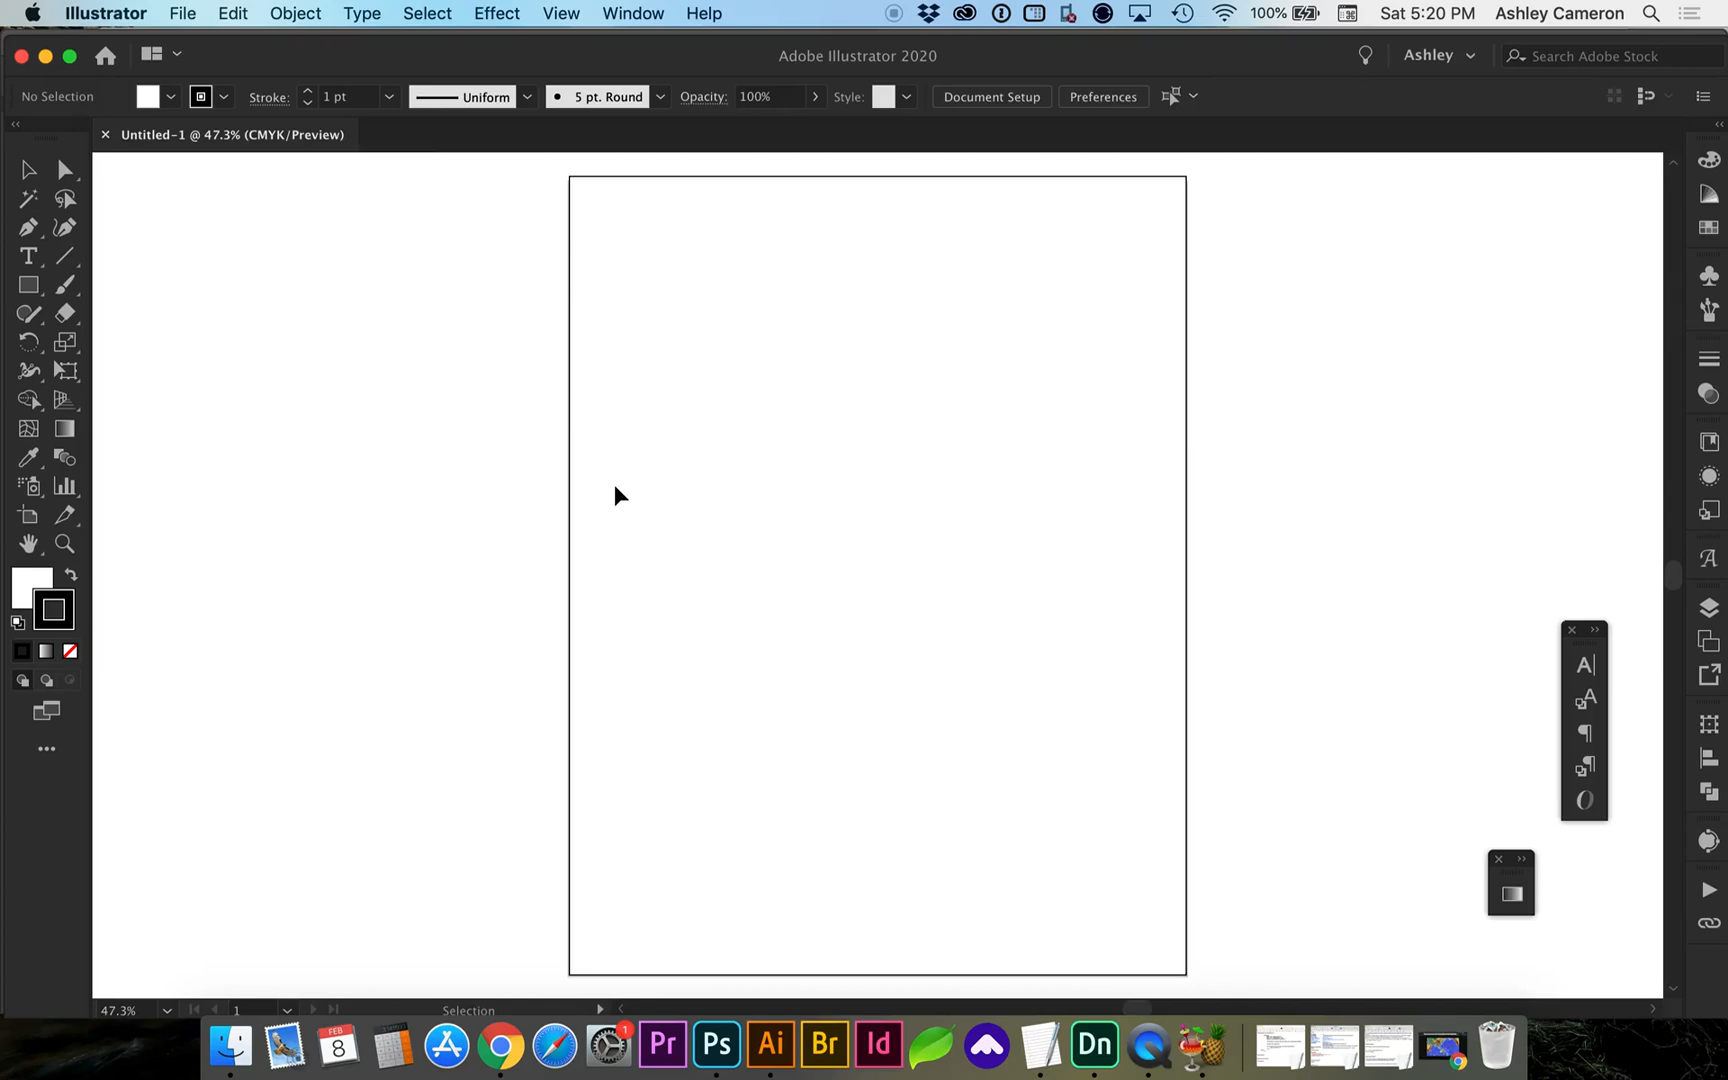 Illustrator File Edit Object Type Select Effect View Window Help 100% Sat 5:20 PM Ashley Cameron
Adobe Illustrator 2020 Ashley Search Adobe Stock
No Selection Stroke: 1 pt Uniform 5 pt. Round Opacity: 100% Style: Document Setup Preferences
Untitled-1 @ 47.3% (CMYK/Preview)
47.3% 1 Selection
FEB
8
1
Pr Ps Ai Br Id Dn